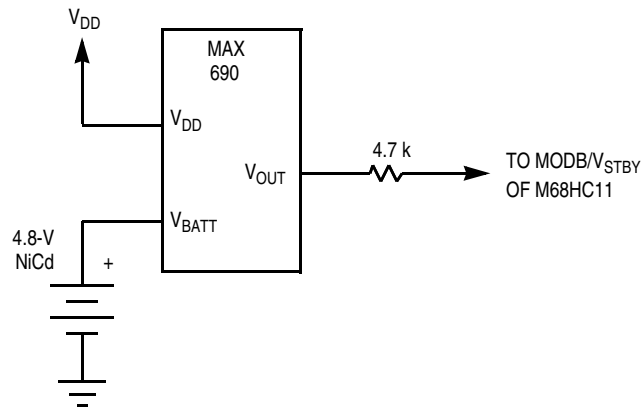 VDD
MAX
690
VDD
4.7 k
VOUT
TO MODB/VSTBY
OF M68HC11
VBATT
4.8-V
NiCd
+